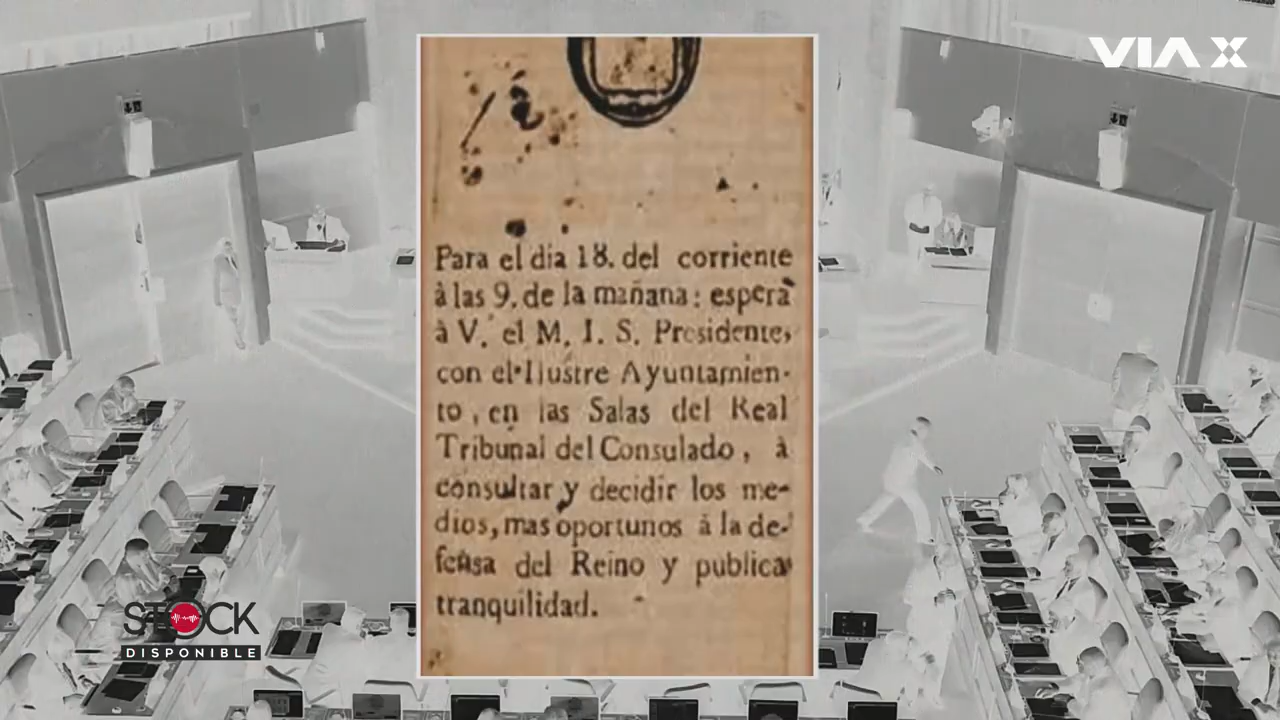 VIA X
Para el dia 18. del corriente
à las 9. de la mañana: espera
à V. el M. I. S. Presidente,
con el Ilustre Ayuntamien-
to, en las Salas del Real
Tribunal del Consulado, à
consultar y decidir los me-
dios, mas oportunos à la de-
fensa del Reino y publica
tranquilidad.
STOCK
DISPONIBLE